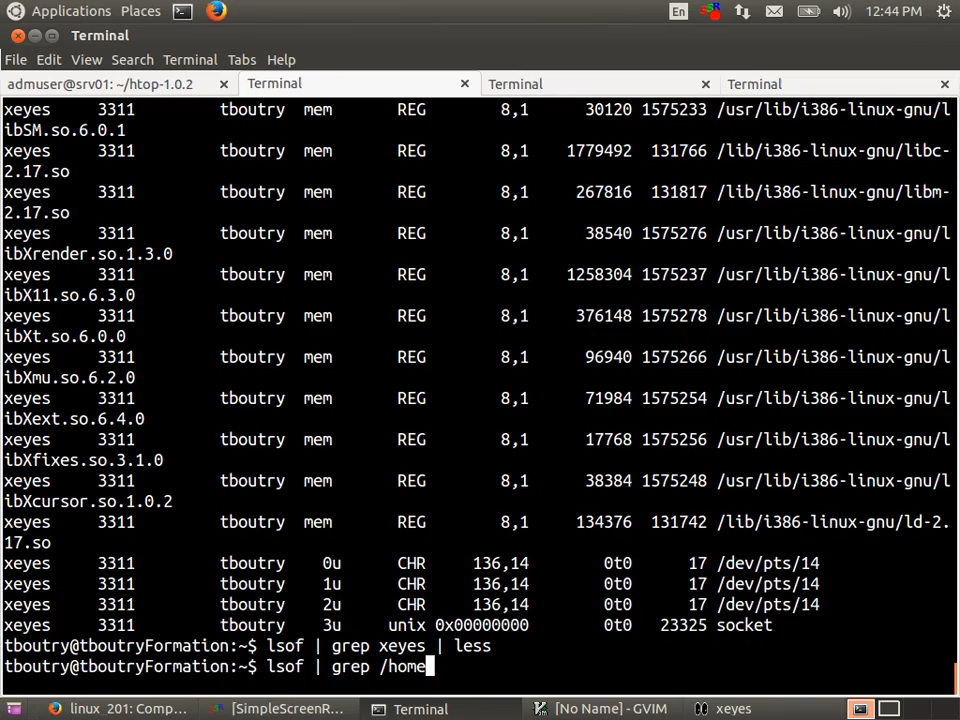 Applications Places En 12:44 PM
Terminal
File Edit View Search Terminal Tabs Help
admuser@srv01: ~/htop-1.0.2 Terminal Terminal Terminal
xeyes 3311 tboutry mem REG 8,1 30120 1575233 /usr/lib/i386-linux-gnu/l
ibSM.so.6.0.1
xeyes 3311 tboutry mem REG 8,1 1779492 131766 /lib/i386-linux-gnu/libc-
2.17.so
xeyes 3311 tboutry mem REG 8,1 267816 131817 /lib/i386-linux-gnu/libm-
2.17.so
xeyes 3311 tboutry mem REG 8,1 38540 1575276 /usr/lib/i386-linux-gnu/l
ibXrender.so.1.3.0
xeyes 3311 tboutry mem REG 8,1 1258304 1575237 /usr/lib/i386-linux-gnu/l
ibX11.so.6.3.0
xeyes 3311 tboutry mem REG 8,1 376148 1575278 /usr/lib/i386-linux-gnu/l
ibXt.so.6.0.0
xeyes 3311 tboutry mem REG 8,1 96940 1575266 /usr/lib/i386-linux-gnu/l
ibXmu.so.6.2.0
xeyes 3311 tboutry mem REG 8,1 71984 1575254 /usr/lib/i386-linux-gnu/l
ibXext.so.6.4.0
xeyes 3311 tboutry mem REG 8,1 17768 1575256 /usr/lib/i386-linux-gnu/l
ibXfixes.so.3.1.0
xeyes 3311 tboutry mem REG 8,1 38384 1575248 /usr/lib/i386-linux-gnu/l
ibXcursor.so.1.0.2
xeyes 3311 tboutry mem REG 8,1 134376 131742 /lib/i386-linux-gnu/ld-2.
17.so
xeyes 3311 tboutry 0u CHR 136,14 0t0 17 /dev/pts/14
xeyes 3311 tboutry 1u CHR 136,14 0t0 17 /dev/pts/14
xeyes 3311 tboutry 2u CHR 136,14 0t0 17 /dev/pts/14
xeyes 3311 tboutry 3u unix 0x00000000 0t0 23325 socket
tboutry@tboutryFormation:~$ lsof | grep xeyes | less
tboutry@tboutryFormation:~$ lsof | grep /home
linux_201: Comp... [SimpleScreenR... Terminal [No Name] - GVIM xeyes